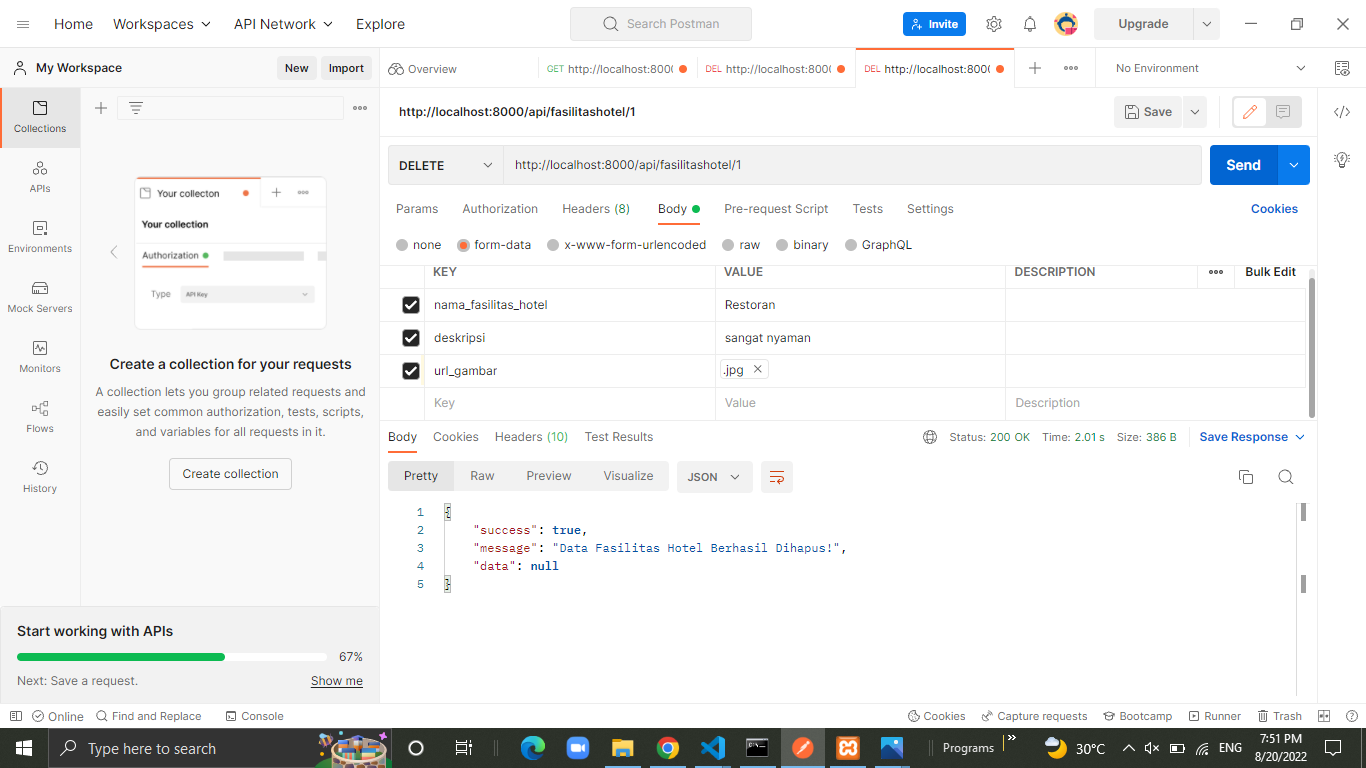 Home Workspaces API Network Explore Search Postman Invite Upgrade
My Workspace New Import Overview GET http://localhost:8000 DEL http://localhost:8000 DEL http://localhost:8000 No Environment
Collections
APIs
Environments
Mock Servers
Monitors
Flows
History
Your collecton
Your collection
Authorization
Type API Key
Create a collection for your requests
A collection lets you group related requests and
easily set common authorization, tests, scripts,
and variables for all requests in it.
Create collection
Start working with APIs
67%
Next: Save a request. Show me
http://localhost:8000/api/fasilitashotel/1 Save
DELETE http://localhost:8000/api/fasilitashotel/1 Send
Params Authorization Headers (8) Body Pre-request Script Tests Settings Cookies
none form-data x-www-form-urlencoded raw binary GraphQL
KEY VALUE DESCRIPTION Bulk Edit
nama_fasilitas_hotel Restoran
deskripsi sangat nyaman
url_gambar .jpg
Key Value Description
Body Cookies Headers (10) Test Results Status: 200 OK Time: 2.01 s Size: 386 B Save Response
Pretty Raw Preview Visualize JSON
1 {
2 "success": true,
3 "message": "Data Fasilitas Hotel Berhasil Dihapus!",
4 "data": null
5 }
Online Find and Replace Console Cookies Capture requests Bootcamp Runner Trash
Type here to search Programs 30°C ENG 7:51 PM
8/20/2022